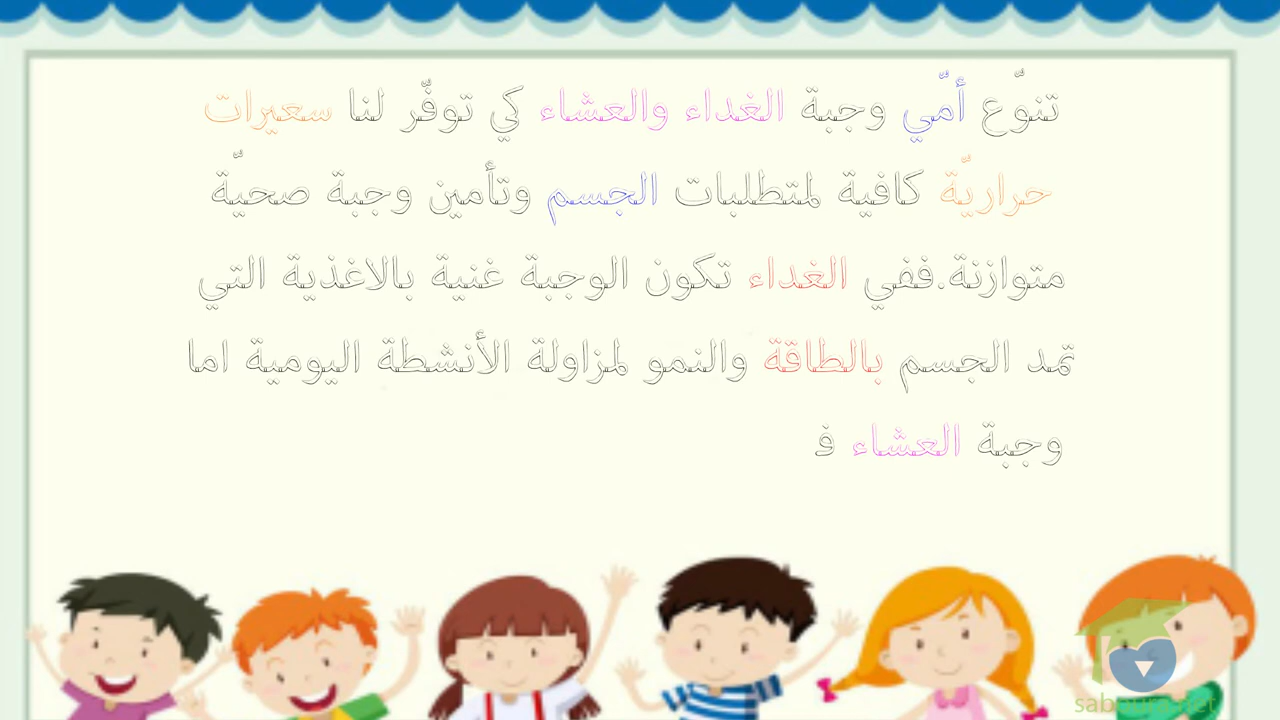 تنوّع أمّي وجبة الغداء والعشاء كي توفّر لنا سعيرات
حراريّة كافية لمتطلبات الجسم وتأمين وجبة صحيّة
متوازنة.ففي الغداء تكون الوجبة غنية بالاغذية التي
تمد الجسم بالطاقة والنمو لمزاولة الأنشطة اليومية اما
وجبة العشاء ف